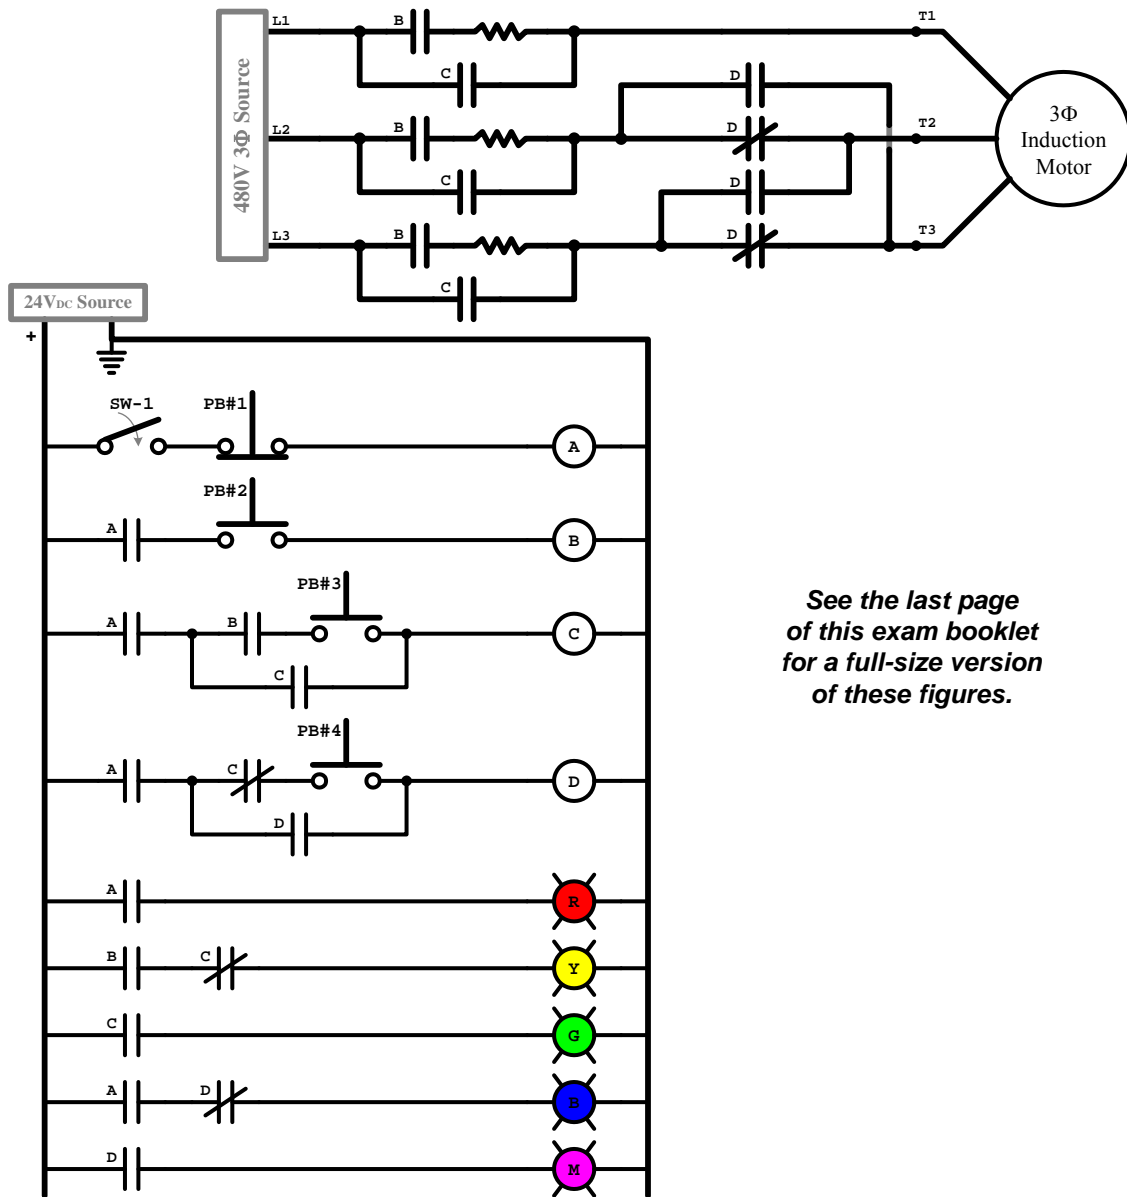 L1
B
T1
C
D
480V 3Φ Source
L2
B
D
T2
3Φ
Induction
Motor
C
D
L3
B
D
T3
C
24VDC Source
+
SW-1
PB#1
A
PB#2
A
B
PB#3
A
B
C
C
PB#4
A
C
D
D
A
R
B
C
Y
C
G
A
D
B
D
M
See the last page
of this exam booklet
for a full-size version
of these figures.